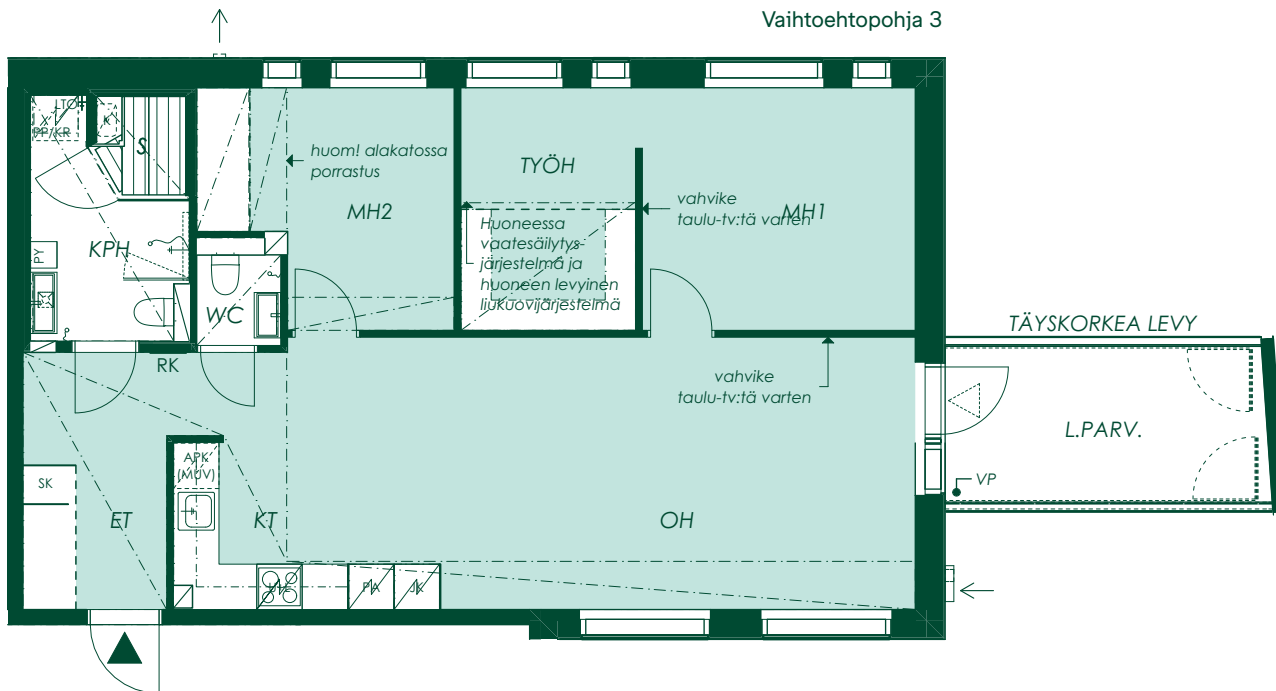 Vaihtoehtopohja 3
LTO
PP/KR
K
S
huom! alakatossa
porrastus
TYÖH
MH2
vahvike
taulu-tv:tä varten
MH1
Huoneessa
vaatesäilytys-
järjestelmä ja
huoneen levyinen
liukuovijärjestelmä
KPH
PY
WC
RK
TÄYSKORKEA LEVY
vahvike
taulu-tv:tä varten
L.PARV.
VP
APK
(MUV)
SK
ET
KT
OH
PA
JK